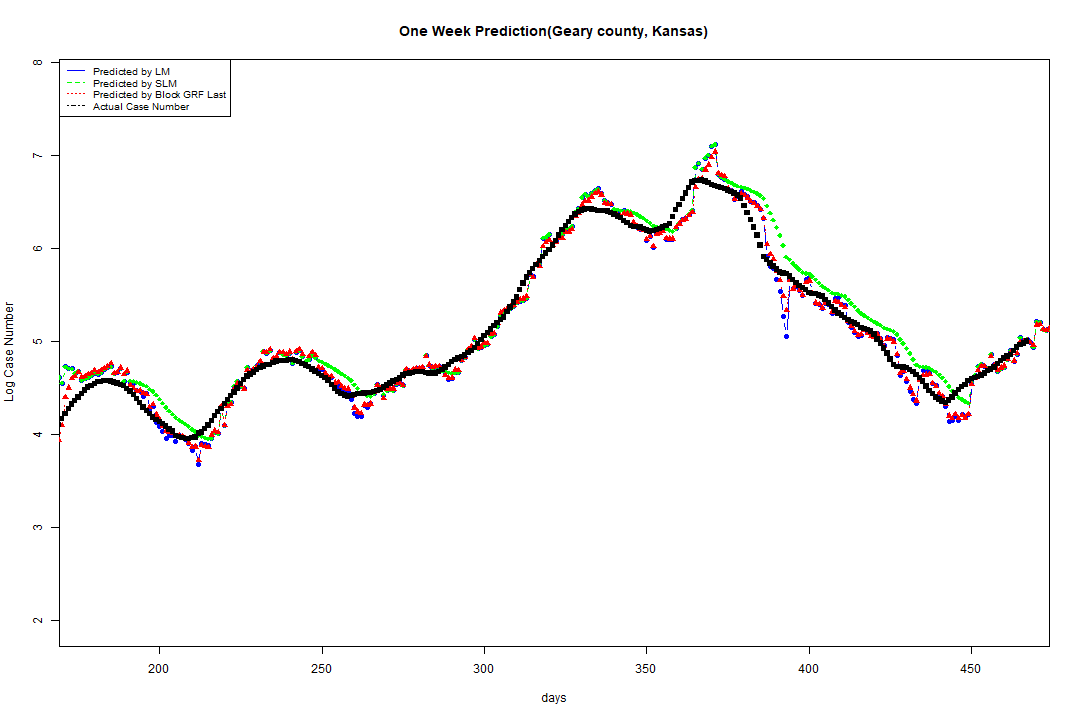 One Week Prediction(Geary county, Kansas)
Predicted by LM
Predicted by SLM
Predicted by Block GRF Last
Actual Case Number
8
7
6
5
4
3
2
Log Case Number
200 250 300 350 400 450
days